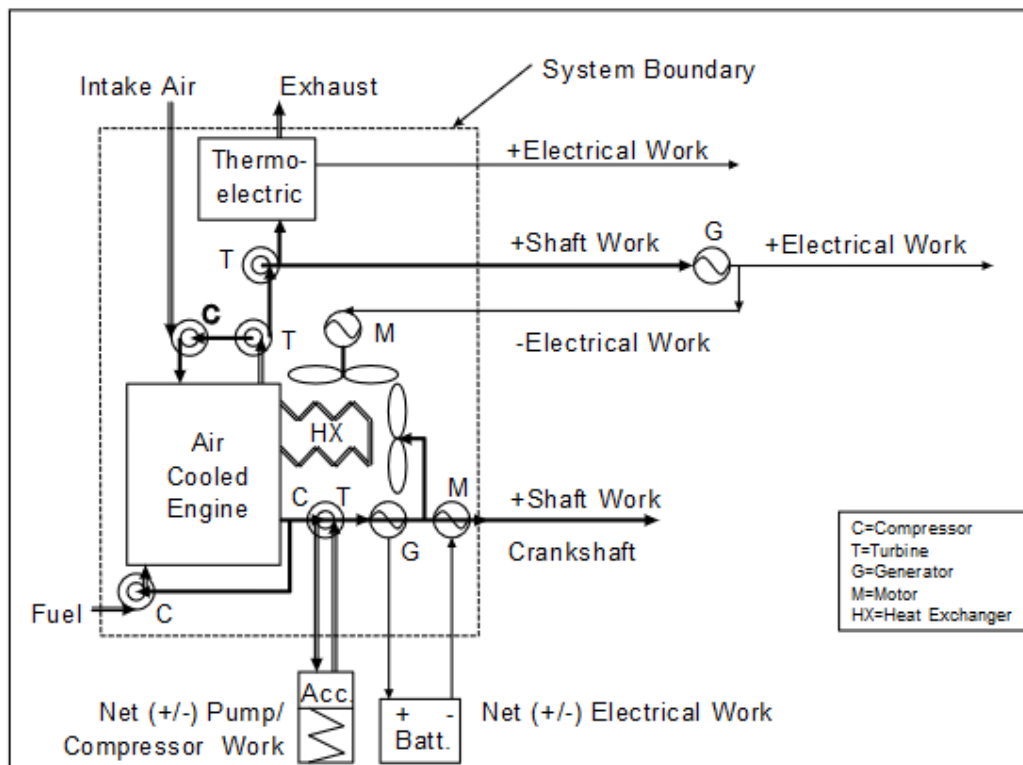 System Boundary
Intake Air
Exhaust
Thermo-
electric
+Electrical Work
T
+Shaft Work
G
+Electrical Work
C
T
M
-Electrical Work
HX
Air
Cooled
Engine
C
T
M
+Shaft Work
G
Crankshaft
C=Compressor
T=Turbine
G=Generator
M=Motor
HX=Heat Exchanger
Fuel
C
Acc.
Net (+/-) Pump/
Compressor Work
+ -
Batt.
Net (+/-) Electrical Work